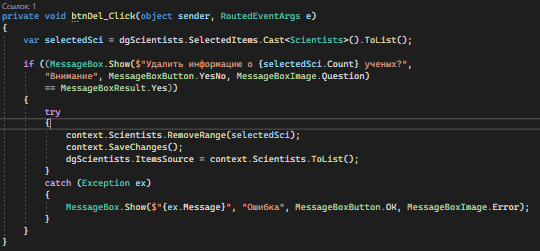 Ссылок: 1
private void btnDel_Click(object sender, RoutedEventArgs e)
{
var selectedSci = dgScientists.SelectedItems.Cast<Scientists>().ToList();
if ((MessageBox.Show($"Удалить информацию о {selectedSci.Count} ученых?",
"Внимание", MessageBoxButton.YesNo, MessageBoxImage.Question)
== MessageBoxResult.Yes))
{
try
{
context.Scientists.RemoveRange(selectedSci);
context.SaveChanges();
dgScientists.ItemsSource = context.Scientists.ToList();
}
catch (Exception ex)
{
MessageBox.Show($"{ex.Message}", "Ошибка", MessageBoxButton.OK, MessageBoxImage.Error);
}
}
}